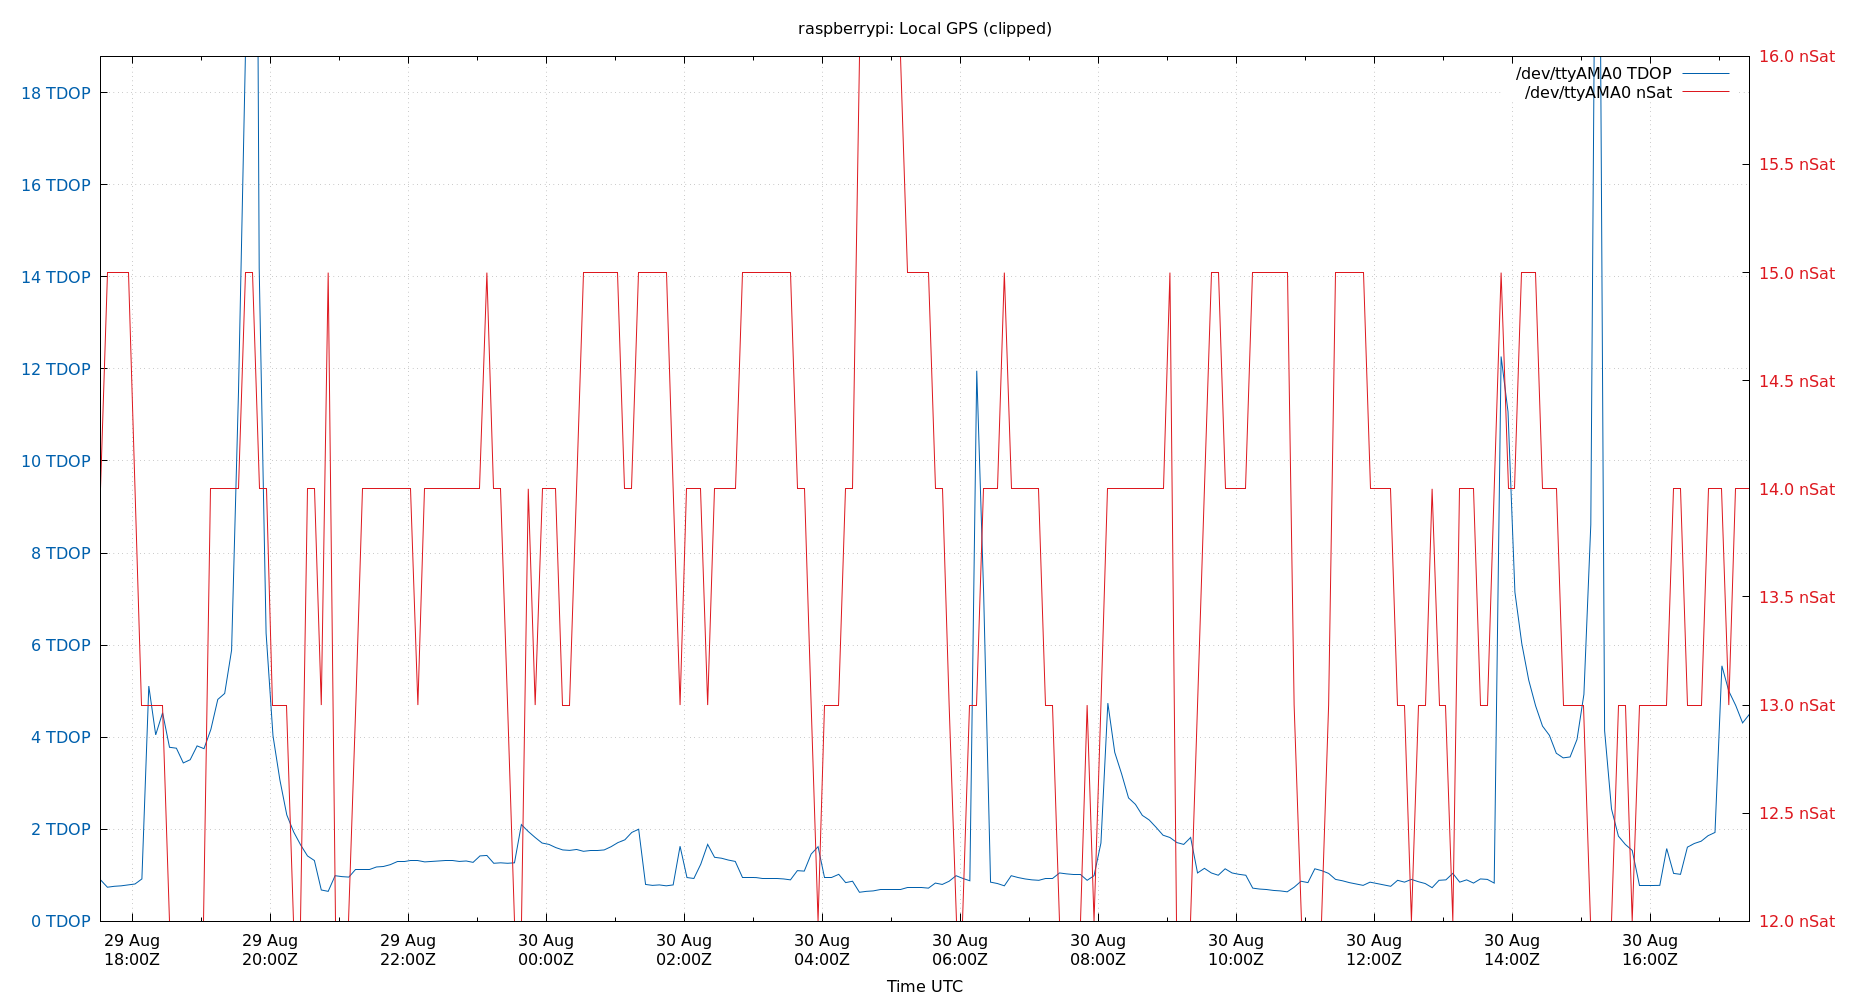 raspberrypi: Local GPS (clipped)
/dev/ttyAMA0 TDOP
/dev/ttyAMA0 nSat
18 TDOP
16 TDOP
14 TDOP
12 TDOP
10 TDOP
8 TDOP
6 TDOP
4 TDOP
2 TDOP
0 TDOP
16.0 nSat
15.5 nSat
15.0 nSat
14.5 nSat
14.0 nSat
13.5 nSat
13.0 nSat
12.5 nSat
12.0 nSat
29 Aug
18:00Z
29 Aug
20:00Z
29 Aug
22:00Z
30 Aug
00:00Z
30 Aug
02:00Z
30 Aug
04:00Z
30 Aug
06:00Z
30 Aug
08:00Z
30 Aug
10:00Z
30 Aug
12:00Z
30 Aug
14:00Z
30 Aug
16:00Z
Time UTC